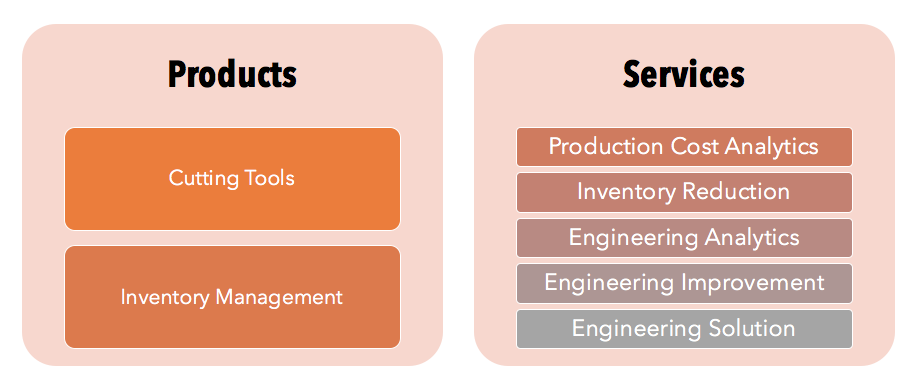 Products
Cutting Tools
Inventory Management
Services
Production Cost Analytics
Inventory Reduction
Engineering Analytics
Engineering Improvement
Engineering Solution